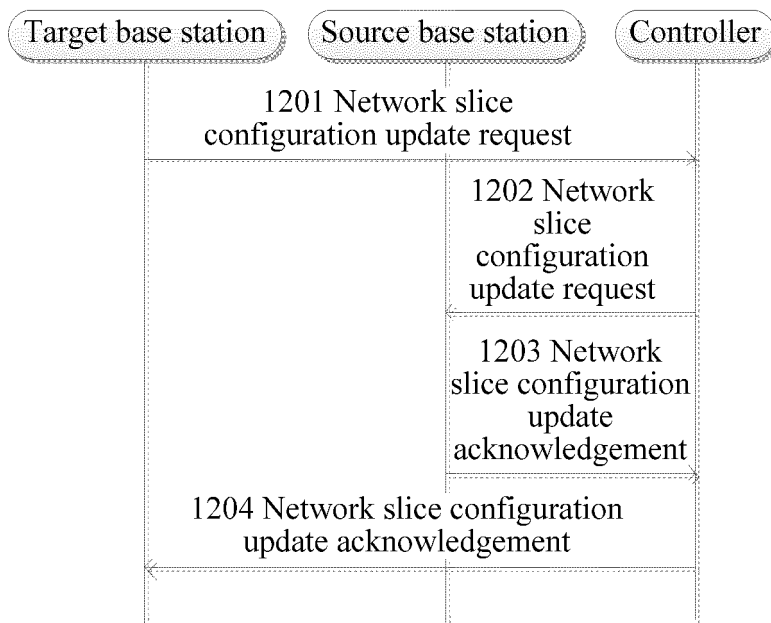 Target base station
Source base station
Controller
1201 Network slice
configuration update request
1202 Network
slice
configuration
update request
1203 Network
slice configuration
update
acknowledgement
1204 Network slice configuration
update acknowledgement